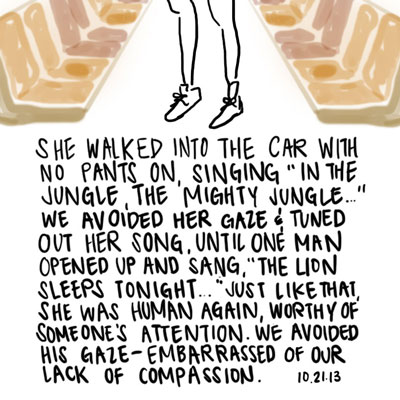 SHE WALKED INTO THE CAR WITH
NO PANTS ON, SINGING "IN THE
JUNGLE, THE MIGHTY JUNGLE..."
WE AVOIDED HER GAZE & TUNED
OUT HER SONG, UNTIL ONE MAN
OPENED UP AND SANG, "THE LION
SLEEPS TONIGHT..." JUST LIKE THAT,
SHE WAS HUMAN AGAIN, WORTHY OF
SOMEONE'S ATTENTION. WE AVOIDED
HIS GAZE-EMBARRASSED OF OUR
LACK OF COMPASSION. 10.21.13